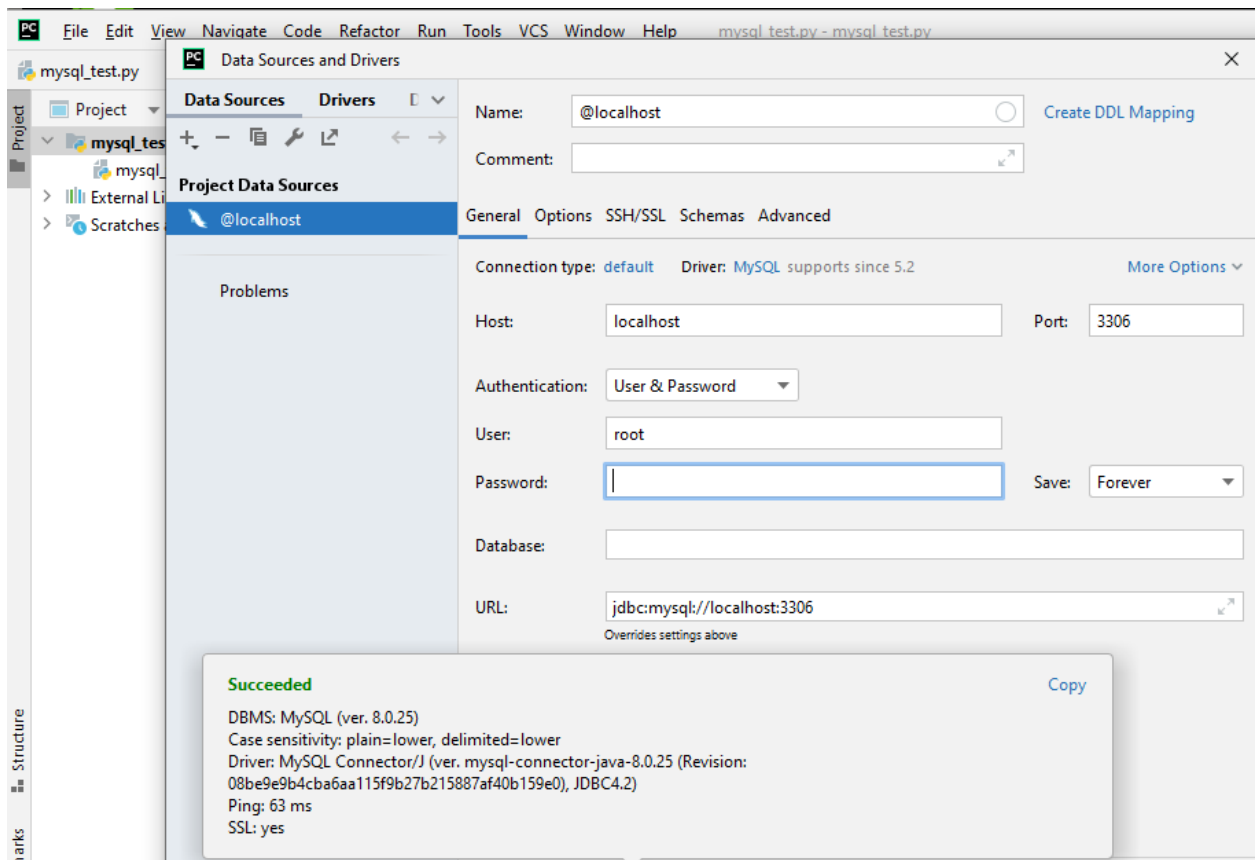 PC File Edit View Navigate Code Refactor Run Tools VCS Window Help mysql_test.py - mysql_test.py
PC Data Sources and Drivers
mysql_test.py
Project
Project
mysql_tes
mysql_
External Li
Scratches
Structure
Data Sources Drivers D
Project Data Sources
@localhost
Problems
Name: @localhost Create DDL Mapping
Comment:
General Options SSH/SSL Schemas Advanced
Connection type: default Driver: MySQL supports since 5.2 More Options
Host: localhost Port: 3306
Authentication: User & Password
User: root
Password: Save: Forever
Database:
URL: jdbc:mysql://localhost:3306
Overrides settings above
Succeeded Copy
DBMS: MySQL (ver. 8.0.25)
Case sensitivity: plain=lower, delimited=lower
Driver: MySQL Connector/J (ver. mysql-connector-java-8.0.25 (Revision:
08be9e9b4cba6aa115f9b27b215887af40b159e0), JDBC4.2)
Ping: 63 ms
SSL: yes